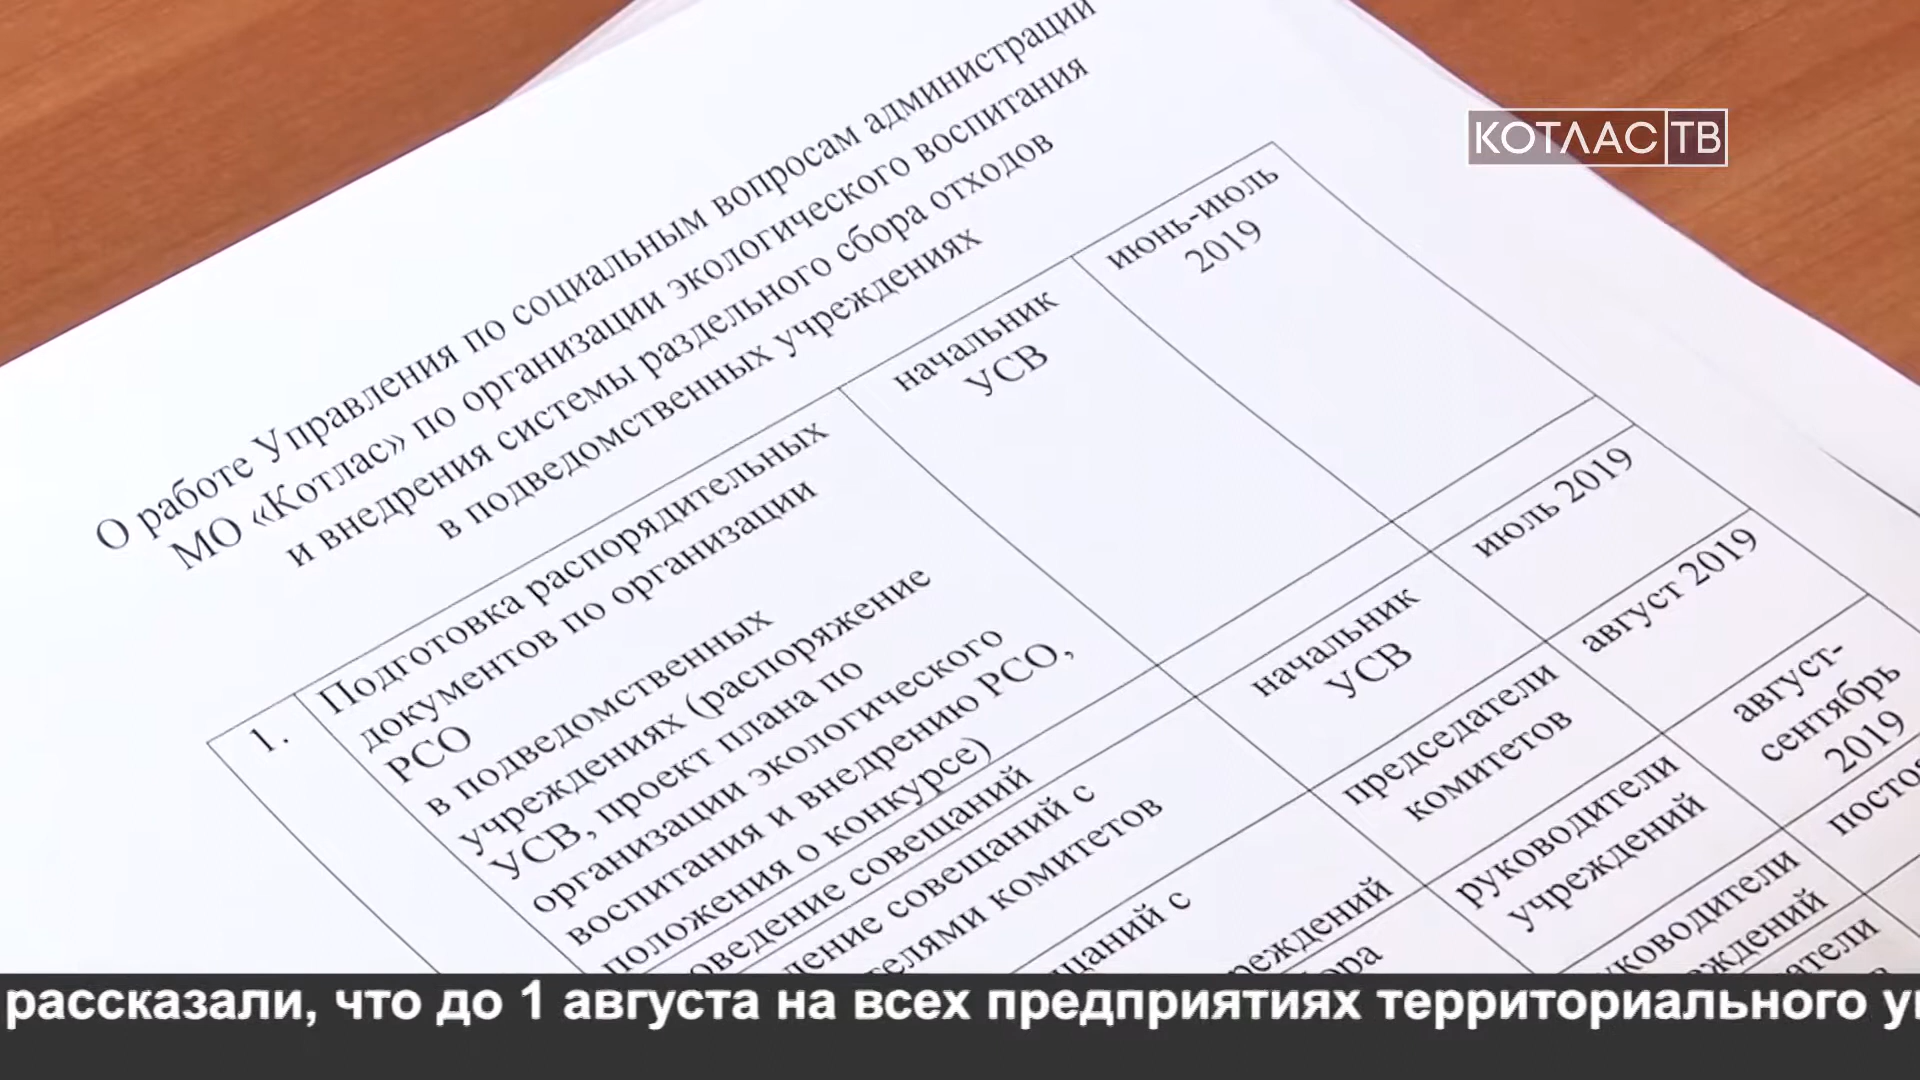 КОТЛАС ТВ
О работе Управления по социальным вопросам администрации
МО «Котлас» по организации экологического воспитания
и внедрения системы раздельного сбора отходов
в подведомственных учреждениях
1.
Подготовка распорядительных
документов по организации
РСО
в подведомственных
учреждениях (распоряжение
УСВ, проект плана по
организации экологического
воспитания и внедрению РСО,
положения о конкурсе)
начальник
УСВ
июнь-июль
2019
совещаний
начальник
УСВ
июль 2019
совещаний с
комитетов
председатели
комитетов
август 2019
с
руководители
учреждений
август-
сентябрь
2019
рассказали, что до 1 августа на всех предприятиях территориального